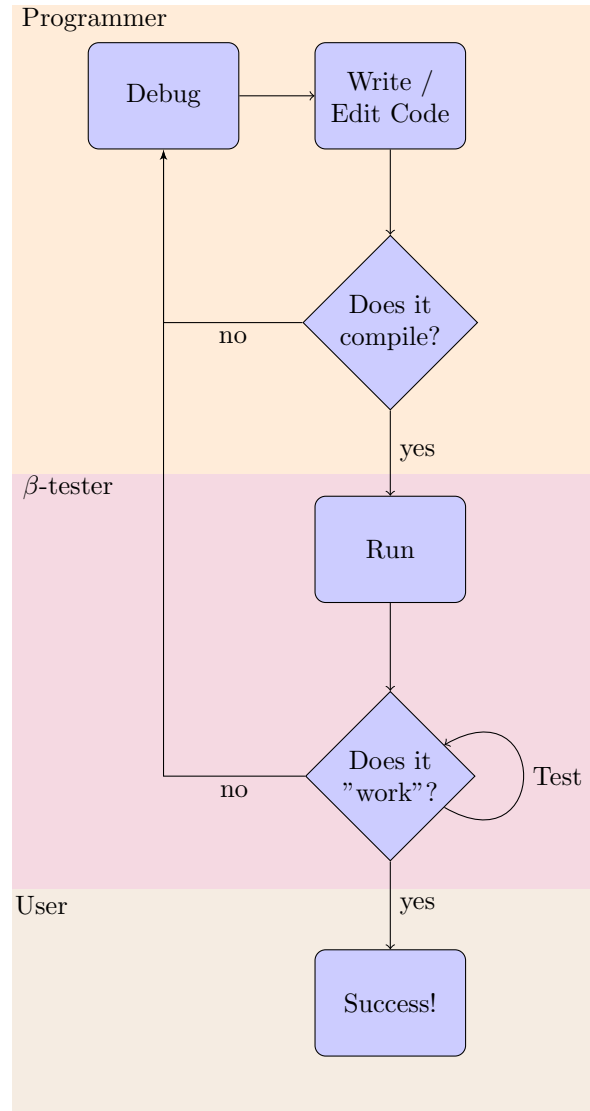 Programmer
Debug
Write /
Edit Code
Does it
compile?
no
yes
β-tester
Run
Does it
”work”?
Test
no
yes
User
Success!